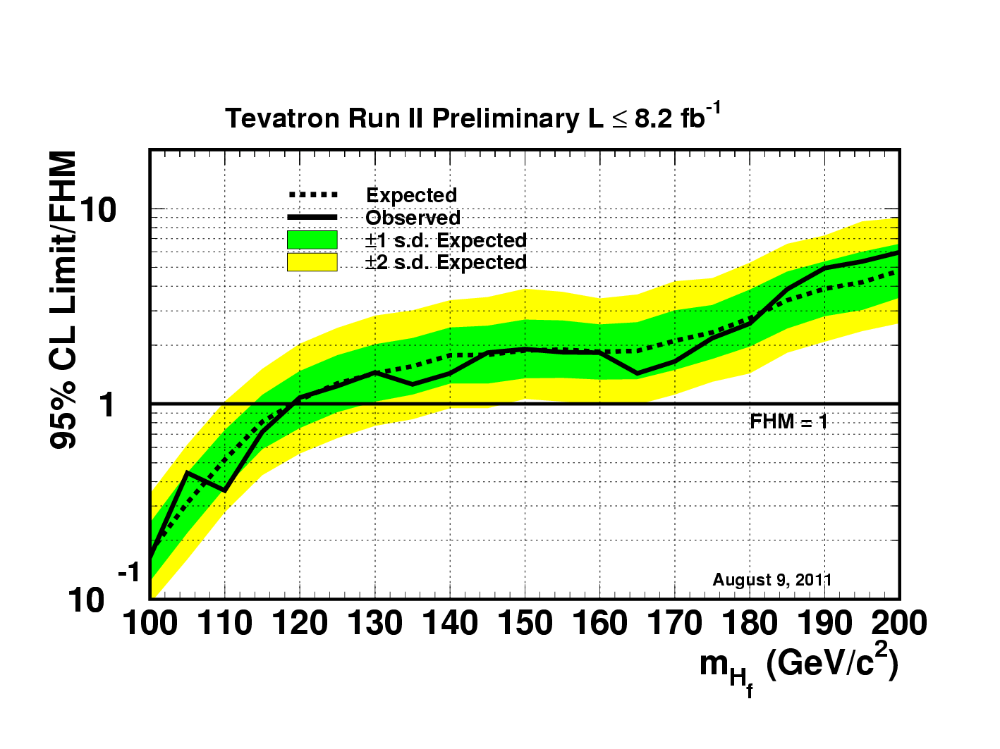 Tevatron Run II Preliminary L ≤ 8.2 fb-1
95% CL Limit/FHM
10
1
10-1
Expected
Observed
±1 s.d. Expected
±2 s.d. Expected
FHM = 1
August 9, 2011
100 110 120 130 140 150 160 170 180 190 200
mHf (GeV/c2)